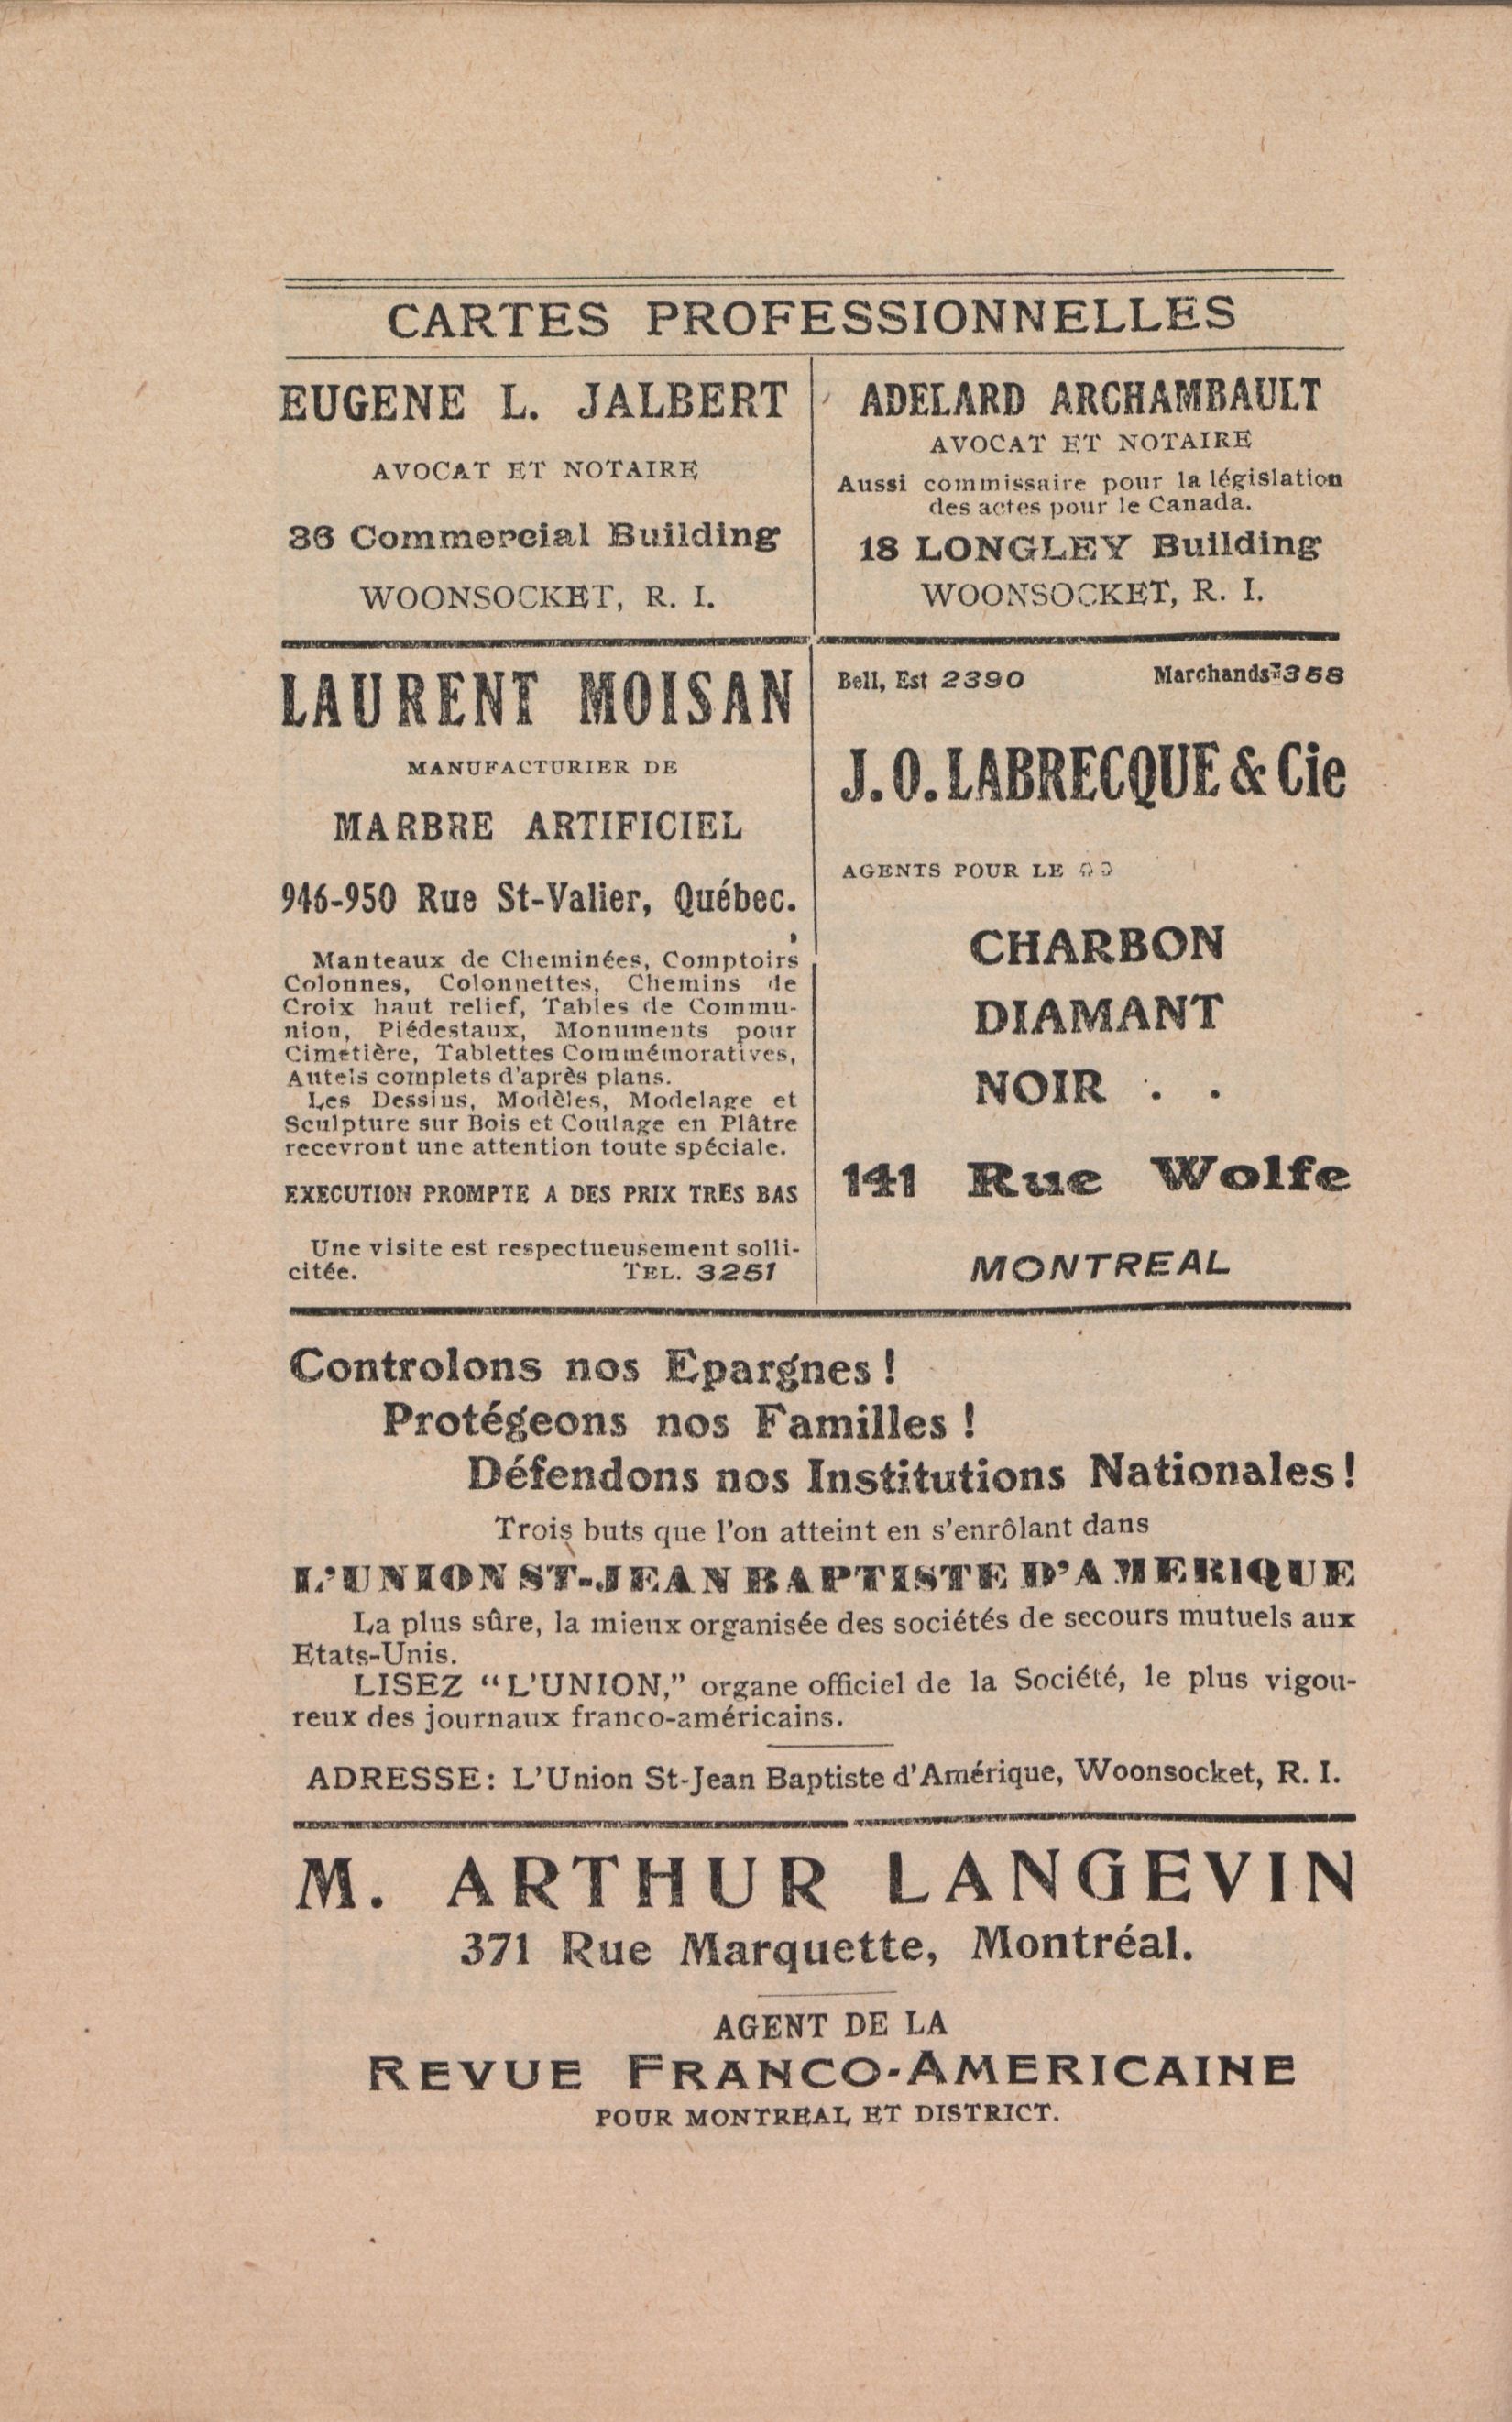 CARTES PROFESSIONNELLES
EUGENE L. JALBERT
AVOCAT ET NOTAIRE
36 Commercial Building
WOONSOCKET, R. I.
ADELARD ARCHAMBAULT
AVOCAT ET NOTAIRE
Aussi commissaire pour la législation
des actes pour le Canada.
18 LONGLEY Building
WOONSOCKET, R. I.
LAURENT MOISAN
MANUFACTURIER DE
MARBRE ARTIFICIEL
946-950 Rue St-Valier, Québec.
Manteaux de Cheminées, Comptoirs
Colonnes, Colonnettes, Chemins de
Croix haut relief, Tables de Commu-
nion, Piédestaux, Monuments pour
Cimetière, Tablettes Commémoratives,
Autels complets d'après plans.
Les Dessins, Modèles, Modelage et
Sculpture sur Bois et Coulage en Plâtre
recevront une attention toute spéciale.
EXECUTION PROMPTE A DES PRIX TRES BAS
Une visite est respectueusement solli-
citée. TEL. 3251
Bell, Est 2390 Marchands 358
J. O. LABRECQUE & Cie
AGENTS POUR LE
CHARBON
DIAMANT
NOIR . .
141 Rue Wolfe
MONTREAL
Controlons nos Epargnes !
Protégeons nos Familles !
Défendons nos Institutions Nationales !
Trois buts que l'on atteint en s'enrôlant dans
L'UNION ST-JEAN BAPTISTE D'AMERIQUE
La plus sûre, la mieux organisée des sociétés de secours mutuels aux
Etats-Unis.
LISEZ "L'UNION," organe officiel de la Société, le plus vigou-
reux des journaux franco-américains.
ADRESSE: L'Union St-Jean Baptiste d'Amérique, Woonsocket, R. I.
M. ARTHUR LANGEVIN
371 Rue Marquette, Montréal.
AGENT DE LA
REVUE FRANCO-AMERICAINE
POUR MONTREAL ET DISTRICT.